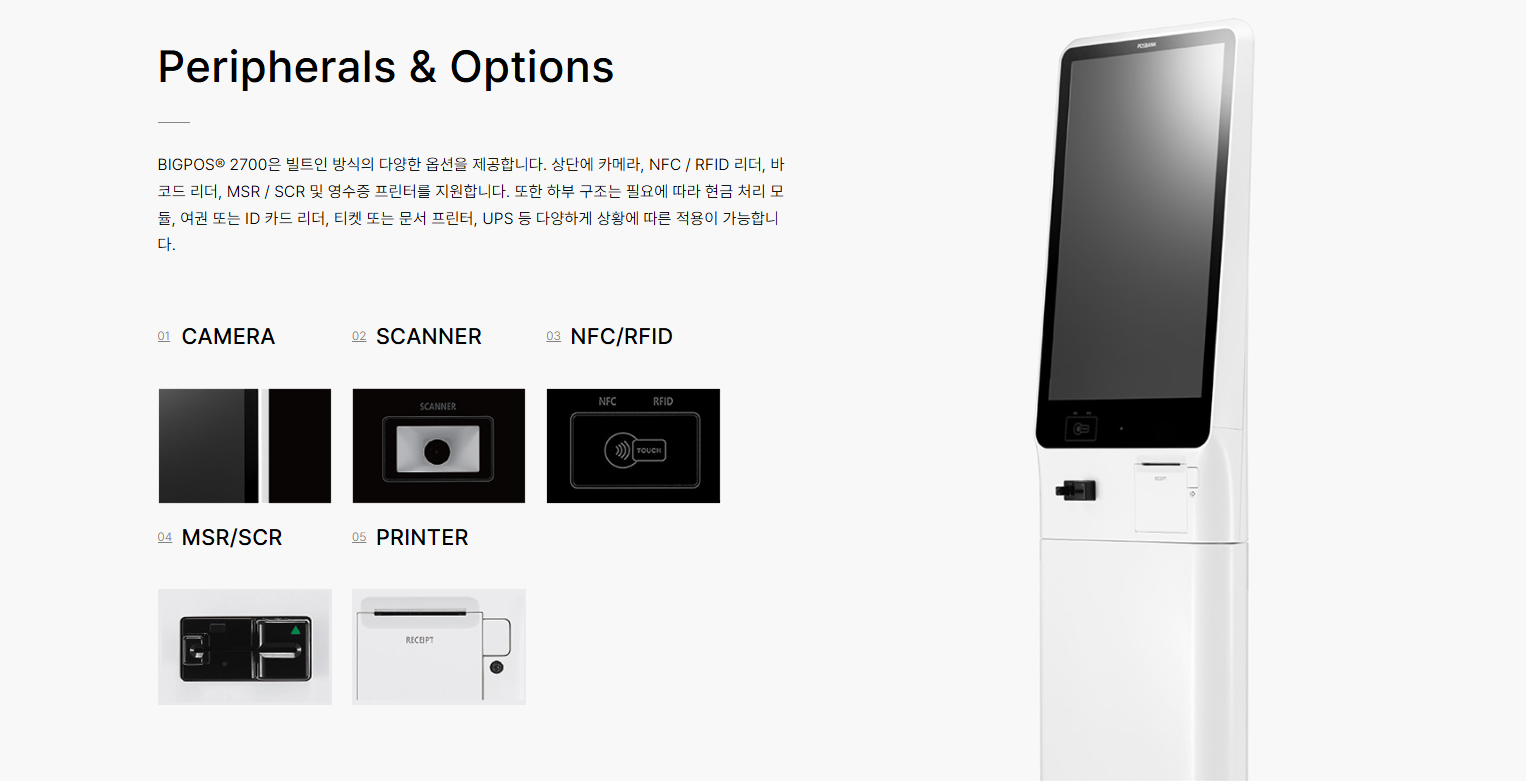 Peripherals & Options
BIGPOS® 2700은 빌트인 방식의 다양한 옵션을 제공합니다. 상단에 카메라, NFC / RFID 리더, 바
코드 리더, MSR / SCR 및 영수증 프린터를 지원합니다. 또한 하부 구조는 필요에 따라 현금 처리 모
듈, 여권 또는 ID 카드 리더, 티켓 또는 문서 프린터, UPS 등 다양하게 상황에 따른 적용이 가능합니
다.
01 CAMERA
02 SCANNER
03 NFC/RFID
SCANNER
NFC RFID
TOUCH
04 MSR/SCR
05 PRINTER
RECEIPT
POSBANK
RECEIPT